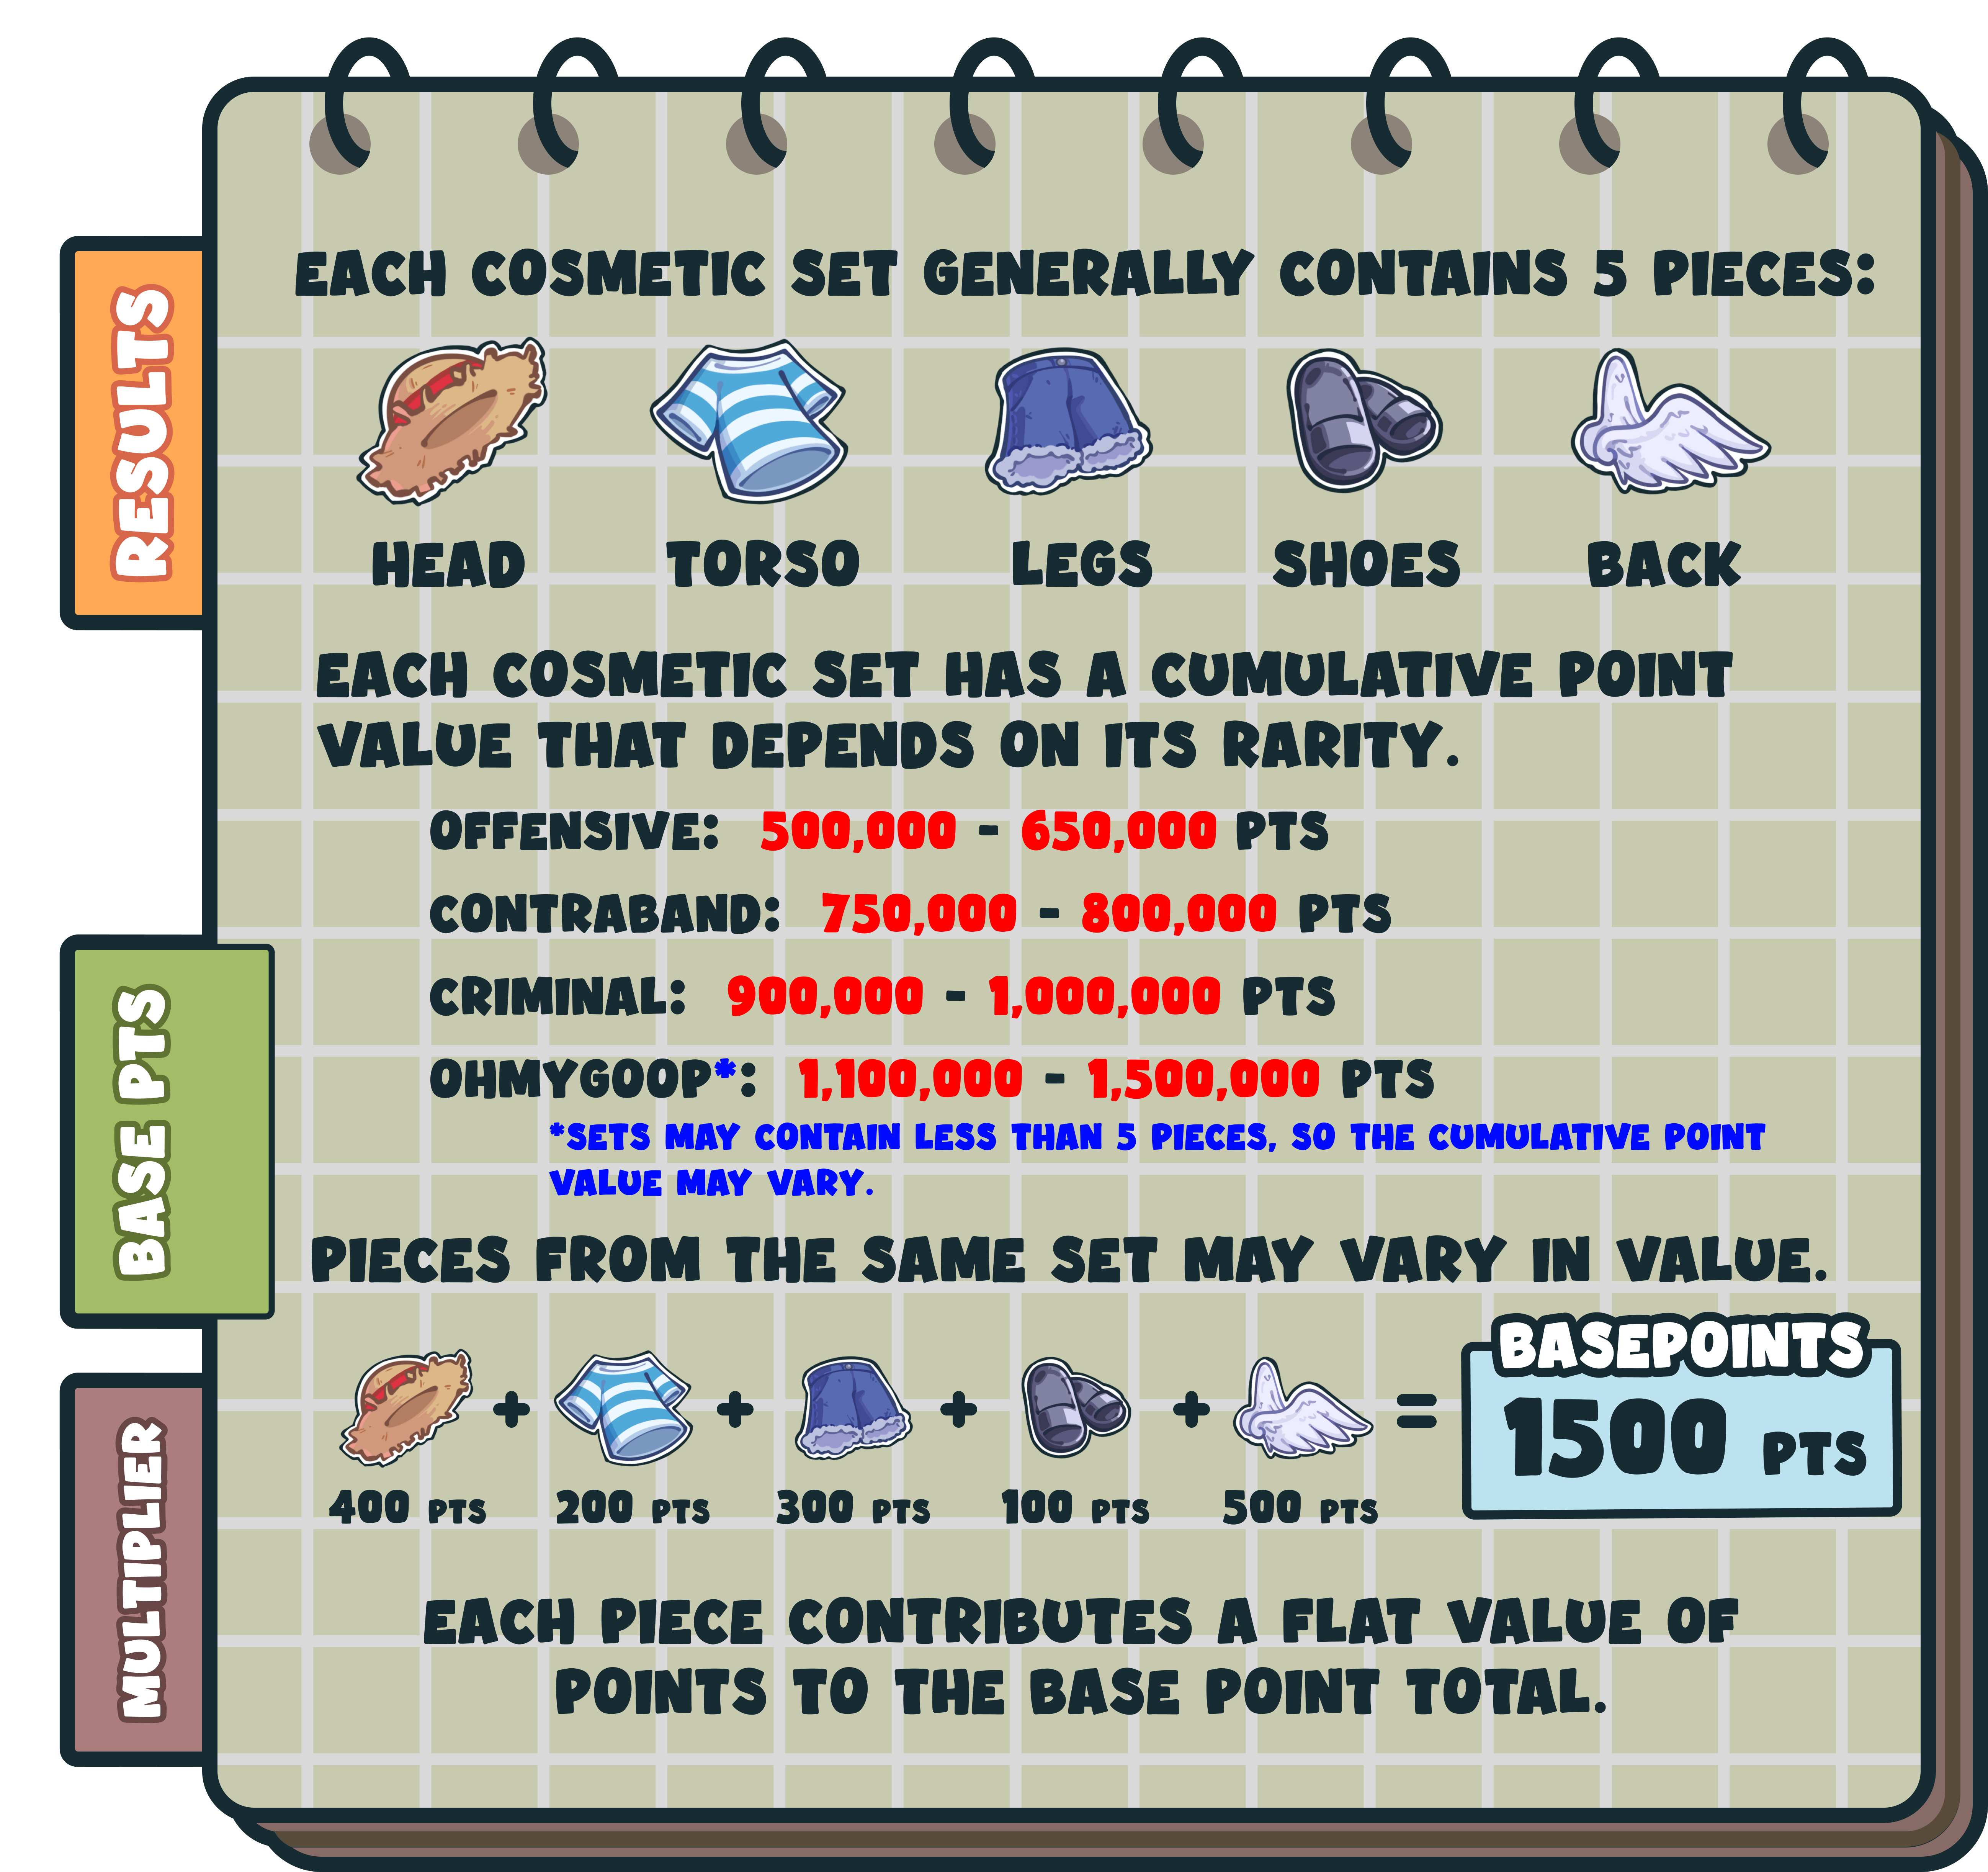 EACH COSMETIC SET GENERALLY CONTAINS 5 PIECES:
HEAD TORSO LEGS SHOES BACK
EACH COSMETIC SET HAS A CUMULATIVE POINT
VALUE THAT DEPENDS ON ITS RARITY.
OFFENSIVE: 500,000 - 650,000 PTS
CONTRABAND: 750,000 - 800,000 PTS
CRIMINAL: 900,000 - 1,000,000 PTS
OHMYGOOP*: 1,100,000 - 1,500,000 PTS
*SETS MAY CONTAIN LESS THAN 5 PIECES, SO THE CUMULATIVE POINT
VALUE MAY VARY.
PIECES FROM THE SAME SET MAY VARY IN VALUE.
BASEPOINTS
+ + + + = 1500 PTS
400 PTS 200 PTS 300 PTS 100 PTS 500 PTS
EACH PIECE CONTRIBUTES A FLAT VALUE OF
POINTS TO THE BASE POINT TOTAL.
RESULTS
BASE PTS
MULTIPLIER